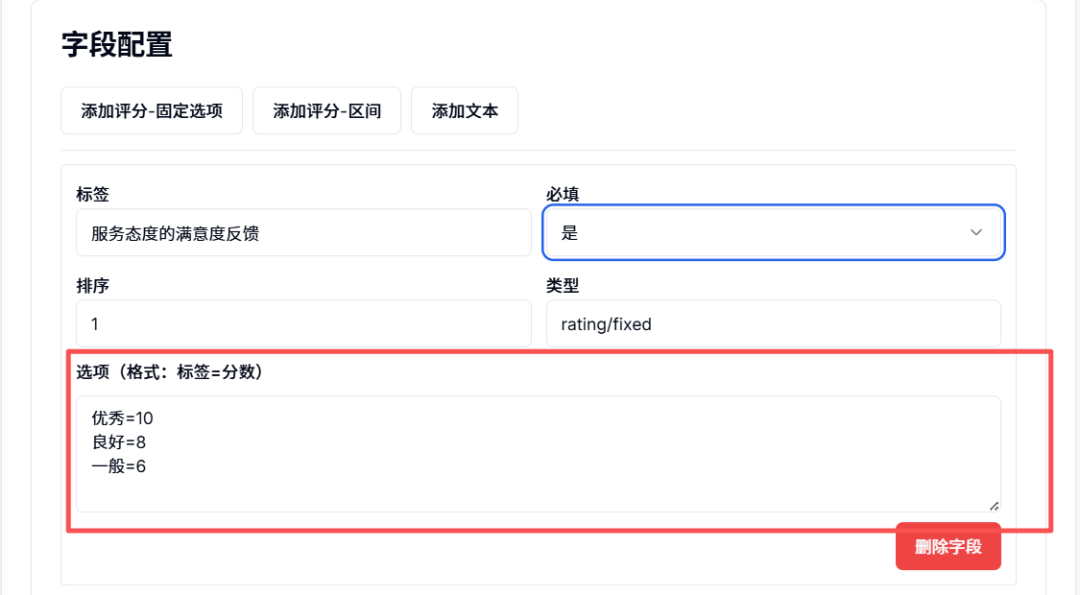 字段配置
添加评分-固定选项 添加评分-区间 添加文本
标签 必填
服务态度的满意度反馈 是
排序 类型
1 rating/fixed
选项（格式：标签=分数）
优秀=10
良好=8
一般=6
删除字段